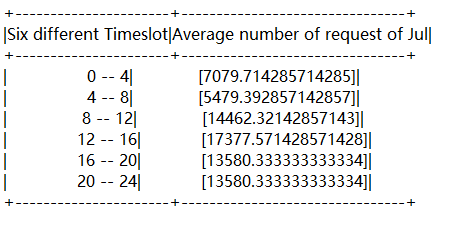 +--------------------+-----------------------------+
|Six different Timeslot|Average number of request of Jul|
+--------------------+-----------------------------+
| 0 -- 4| [7079.714285714285]|
| 4 -- 8| [5479.392857142857]|
| 8 -- 12| [14462.32142857143]|
| 12 -- 16| [17377.571428571428]|
| 16 -- 20| [13580.333333333334]|
| 20 -- 24| [13580.333333333334]|
+--------------------+-----------------------------+